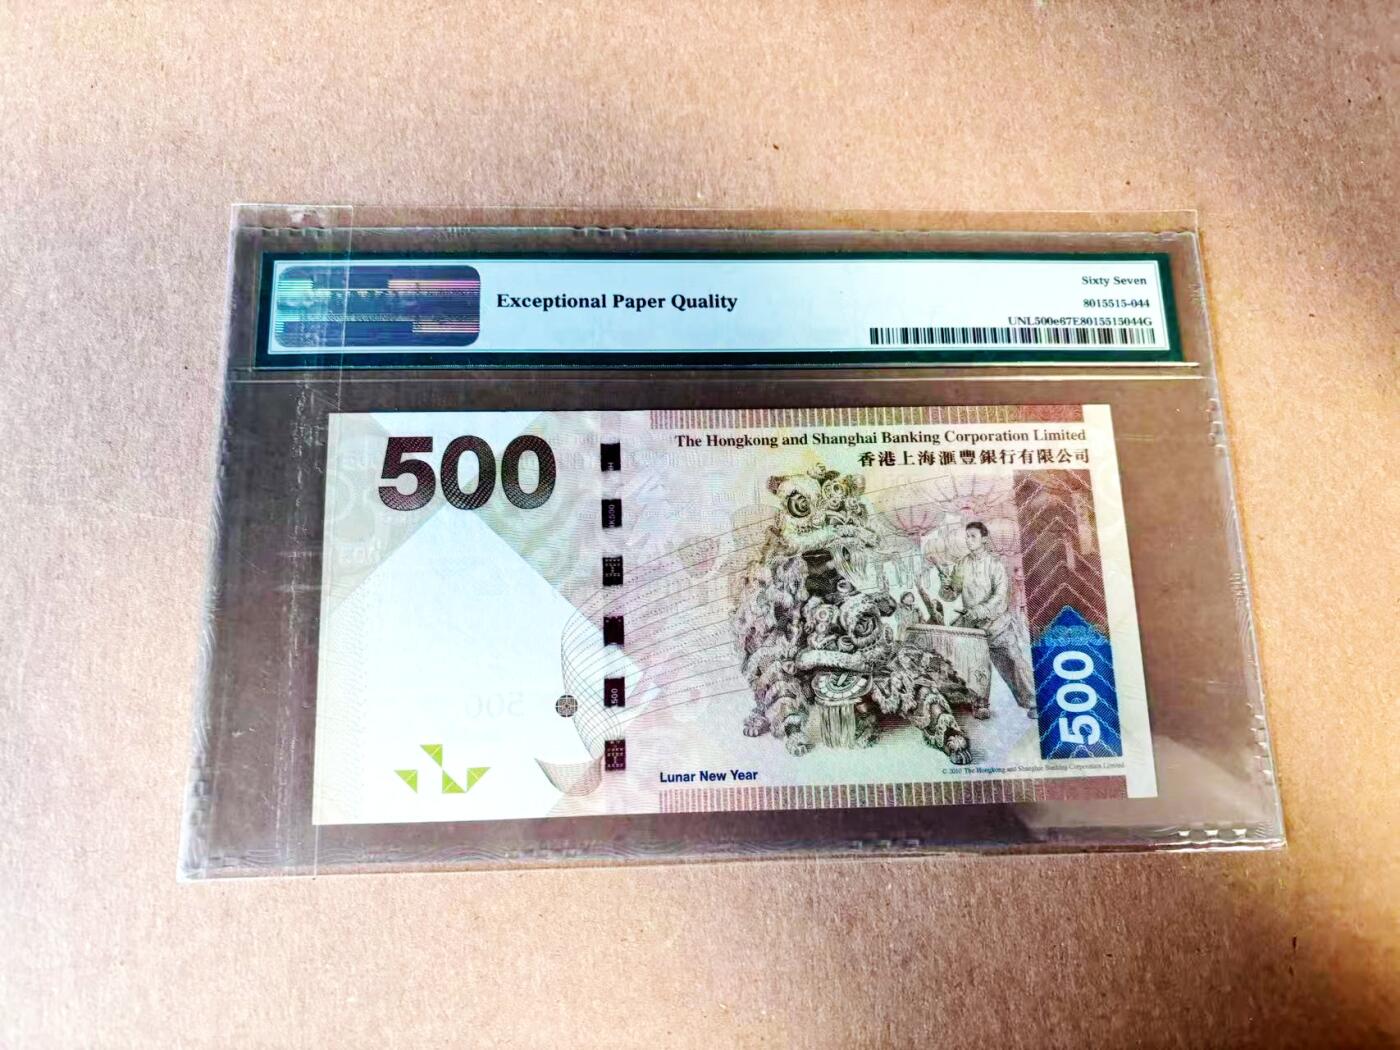 Exceptional Paper Quality
Sixty Seven
8015515-044
UNL500e67E8015515044G
500
The Hongkong and Shanghai Banking Corporation Limited
香港上海滙豐銀行有限公司
500
500
Lunar New Year
© 2010 The Hongkong and Shanghai Banking Corporation Limited